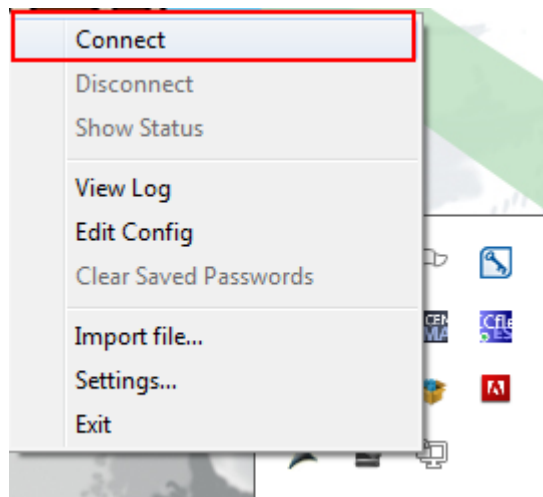 Connect
Disconnect
Show Status
View Log
Edit Config
Clear Saved Passwords
Import file...
Settings...
Exit